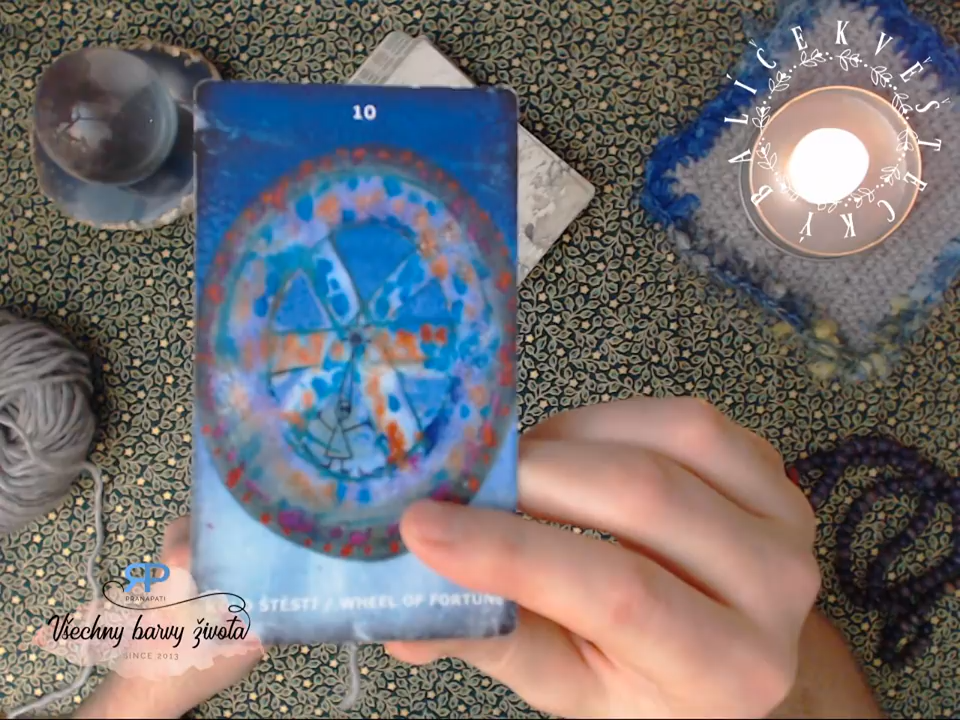 10
ŠTĚSTÍ / WHEEL OF FORTUNE
BALÍČEK VĚŠTECKÝ
RP
PRANAPATI
Všechny barvy života
SINCE 2013